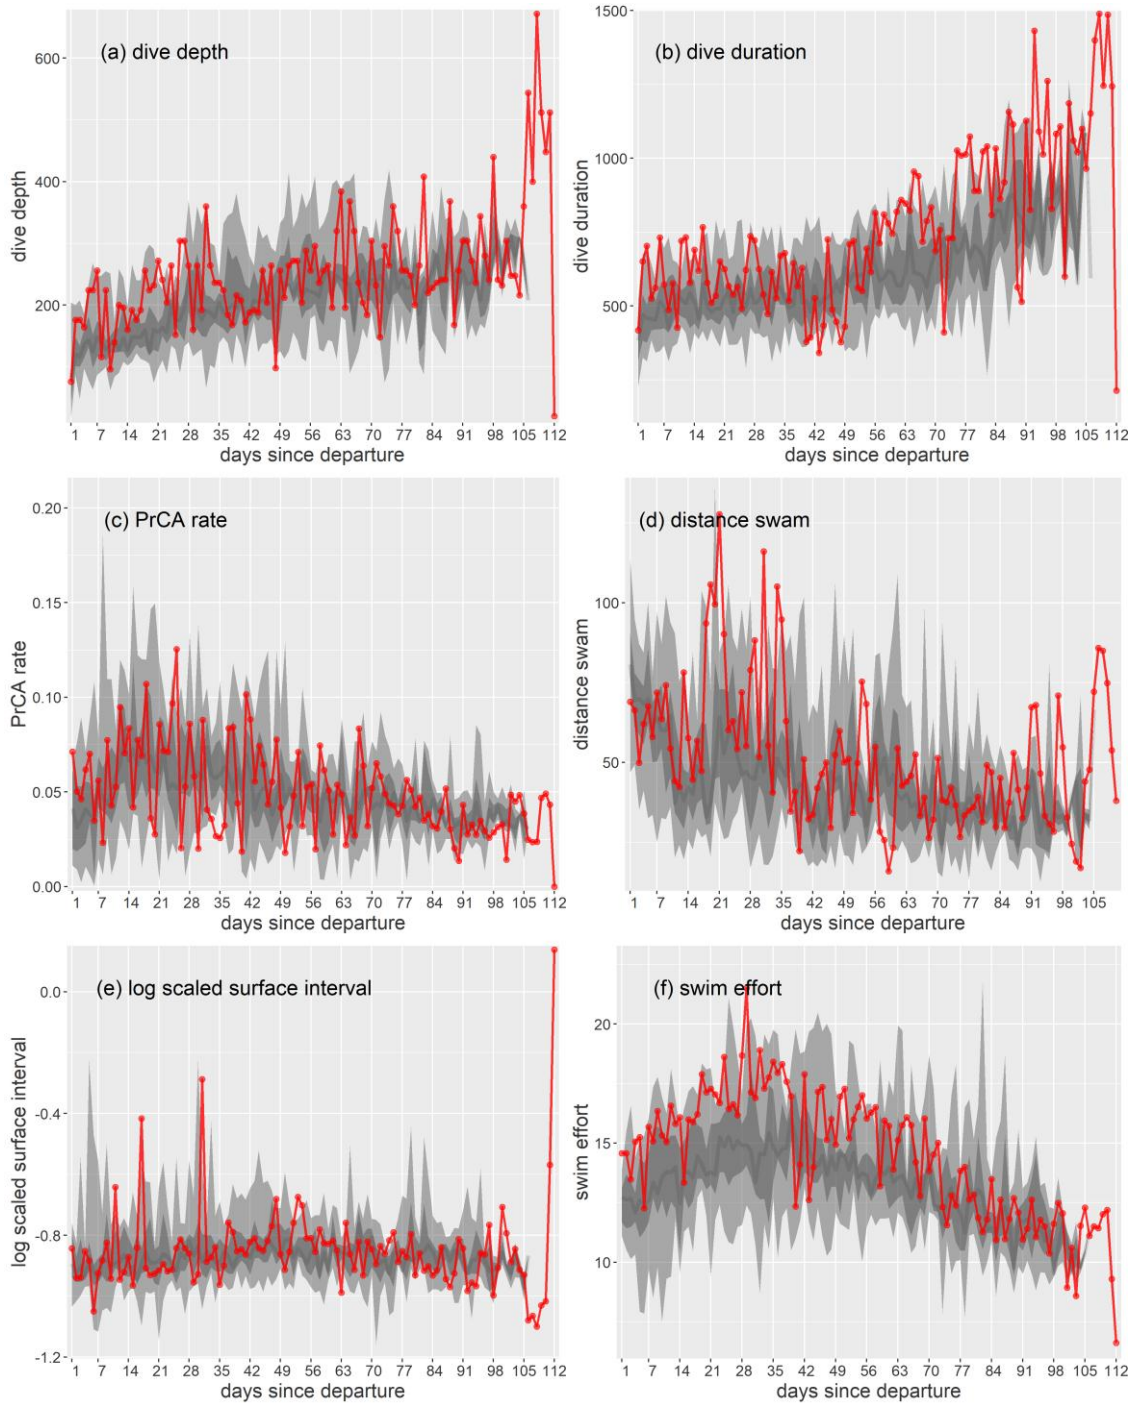 (a) dive depth
600
400
200
dive depth
1 7 14 21 28 35 42 49 56 63 70 77 84 91 98 105 112
days since departure
(b) dive duration
1500
1000
500
dive duration
1 7 14 21 28 35 42 49 56 63 70 77 84 91 98 105 112
days since departure
(c) PrCA rate
0.20
0.15
0.10
0.05
0.00
PrCA rate
1 7 14 21 28 35 42 49 56 63 70 77 84 91 98 105 112
days since departure
(d) distance swam
100
50
distance swam
1 7 14 21 28 35 42 49 56 63 70 77 84 91 98 105
days since departure
(e) log scaled surface interval
0.0
-0.4
-0.8
-1.2
log scaled surface interval
1 7 14 21 28 35 42 49 56 63 70 77 84 91 98 105 112
days since departure
(f) swim effort
20
15
10
swim effort
1 7 14 21 28 35 42 49 56 63 70 77 84 91 98 105 112
days since departure